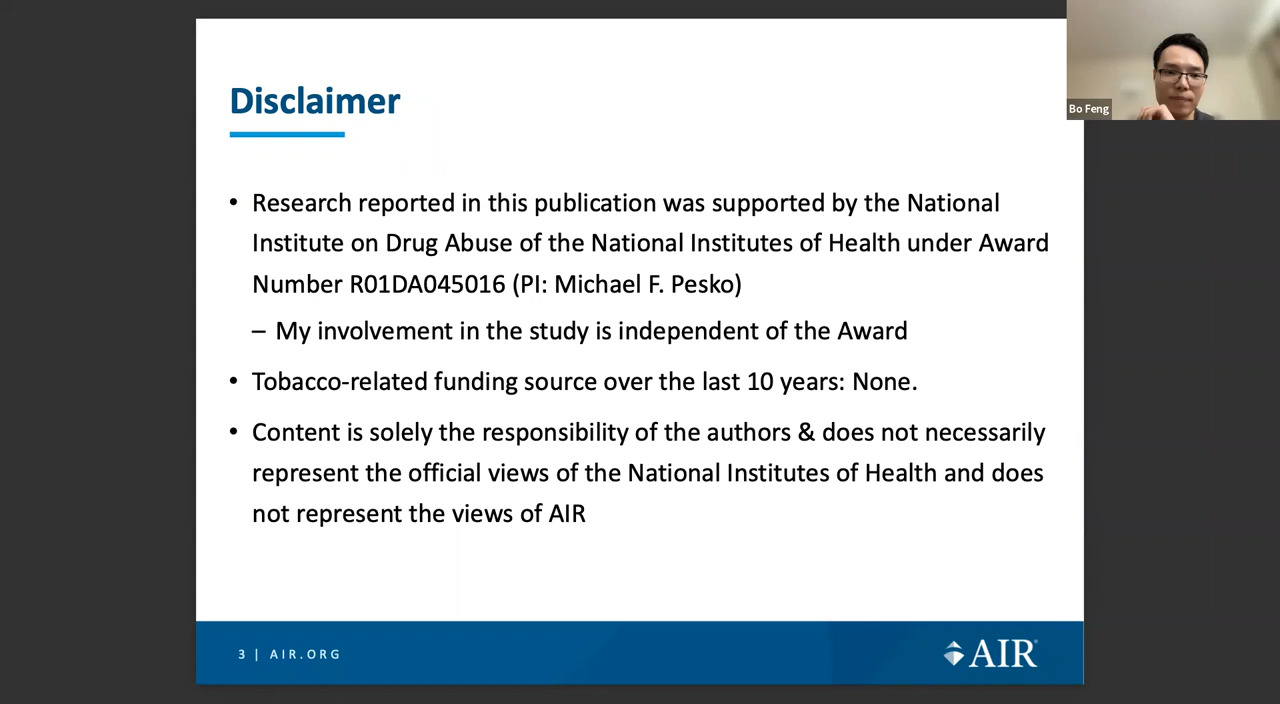 Disclaimer
• Research reported in this publication was supported by the National
Institute on Drug Abuse of the National Institutes of Health under Award
Number R01DA045016 (PI: Michael F. Pesko)
– My involvement in the study is independent of the Award
• Tobacco-related funding source over the last 10 years: None.
• Content is solely the responsibility of the authors & does not necessarily
represent the official views of the National Institutes of Health and does
not represent the views of AIR
3 | AIR.ORG
AIR®
Bo Feng